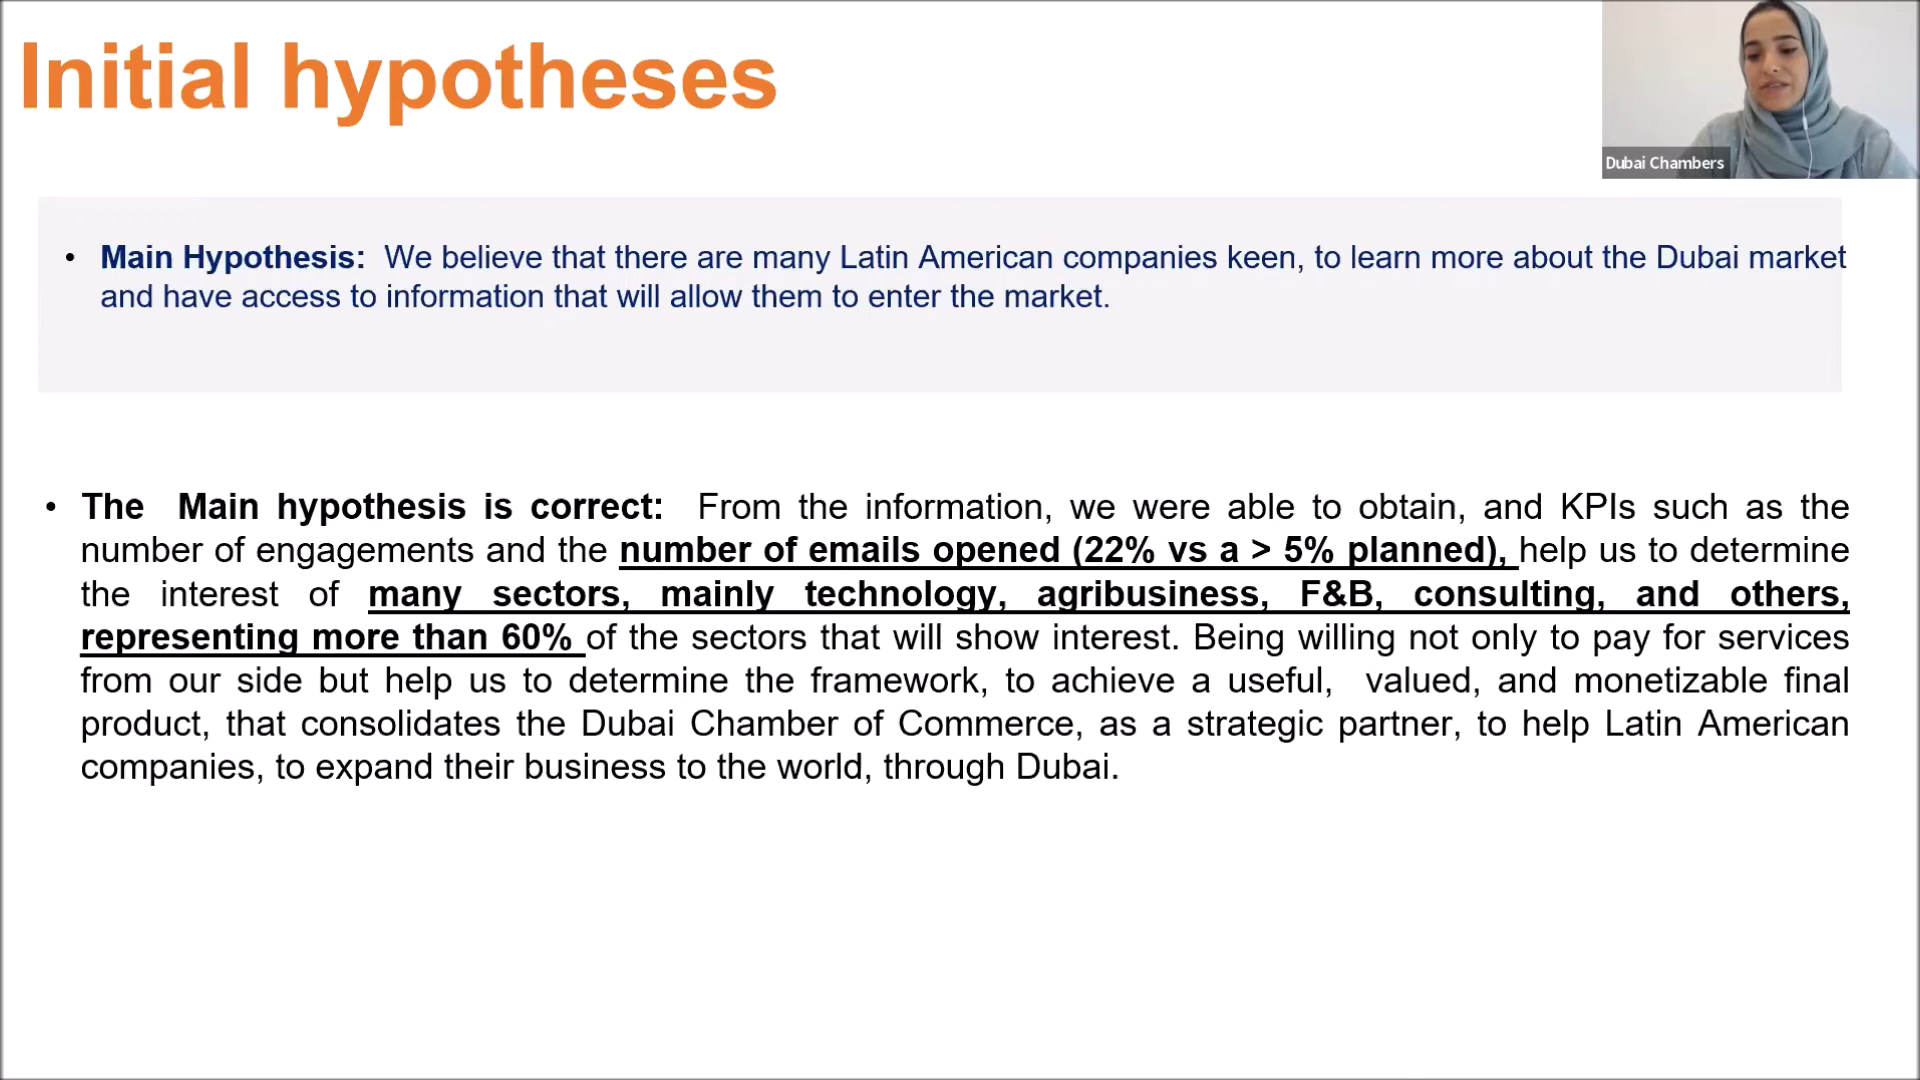 Initial hypotheses
Dubai Chambers
• Main Hypothesis: We believe that there are many Latin American companies keen, to learn more about the Dubai market
and have access to information that will allow them to enter the market.
• The Main hypothesis is correct: From the information, we were able to obtain, and KPIs such as the
number of engagements and the number of emails opened (22% vs a > 5% planned), help us to determine
the interest of many sectors, mainly technology, agribusiness, F&B, consulting, and others,
representing more than 60% of the sectors that will show interest. Being willing not only to pay for services
from our side but help us to determine the framework, to achieve a useful, valued, and monetizable final
product, that consolidates the Dubai Chamber of Commerce, as a strategic partner, to help Latin American
companies, to expand their business to the world, through Dubai.